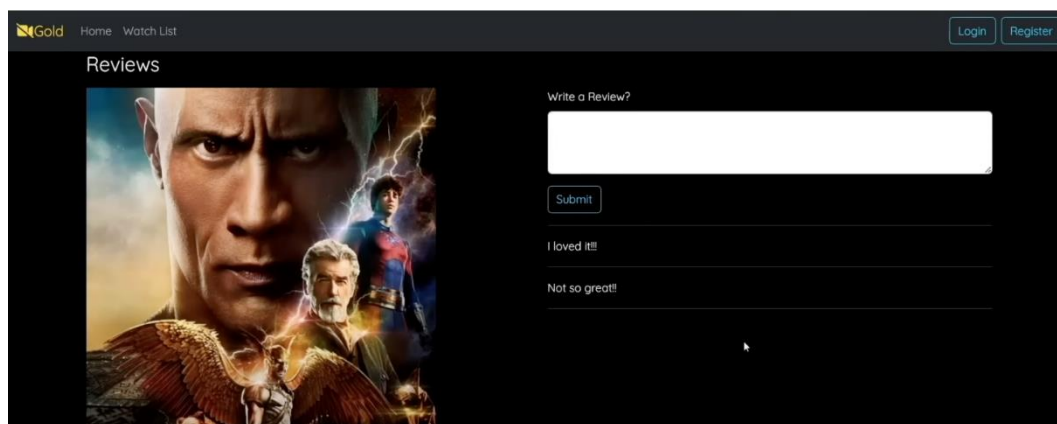 Gold Home Watch List Login Register
Reviews
Write a Review?
Submit
I loved it!!!
Not so great!!